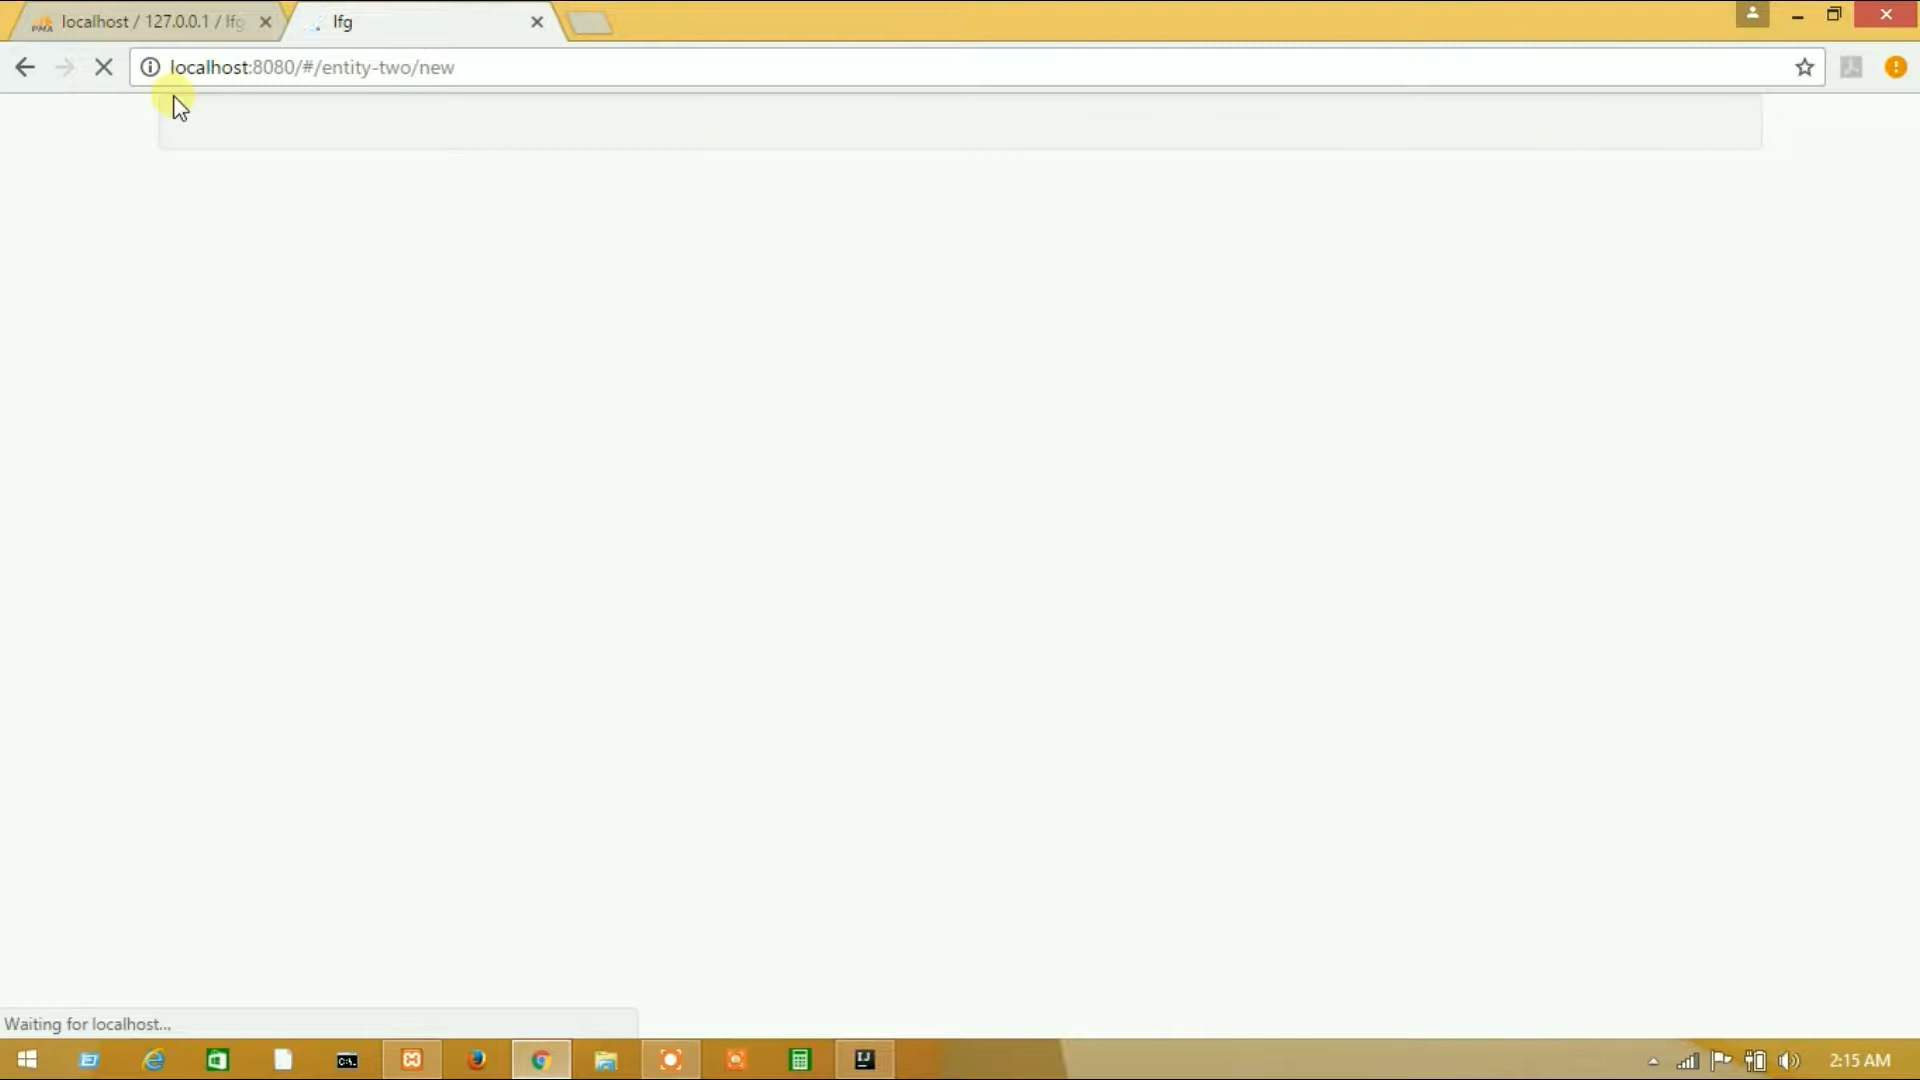 localhost / 127.0.0.1 / lfg
lfg
localhost:8080/#/entity-two/new
Waiting for localhost...
2:15 AM